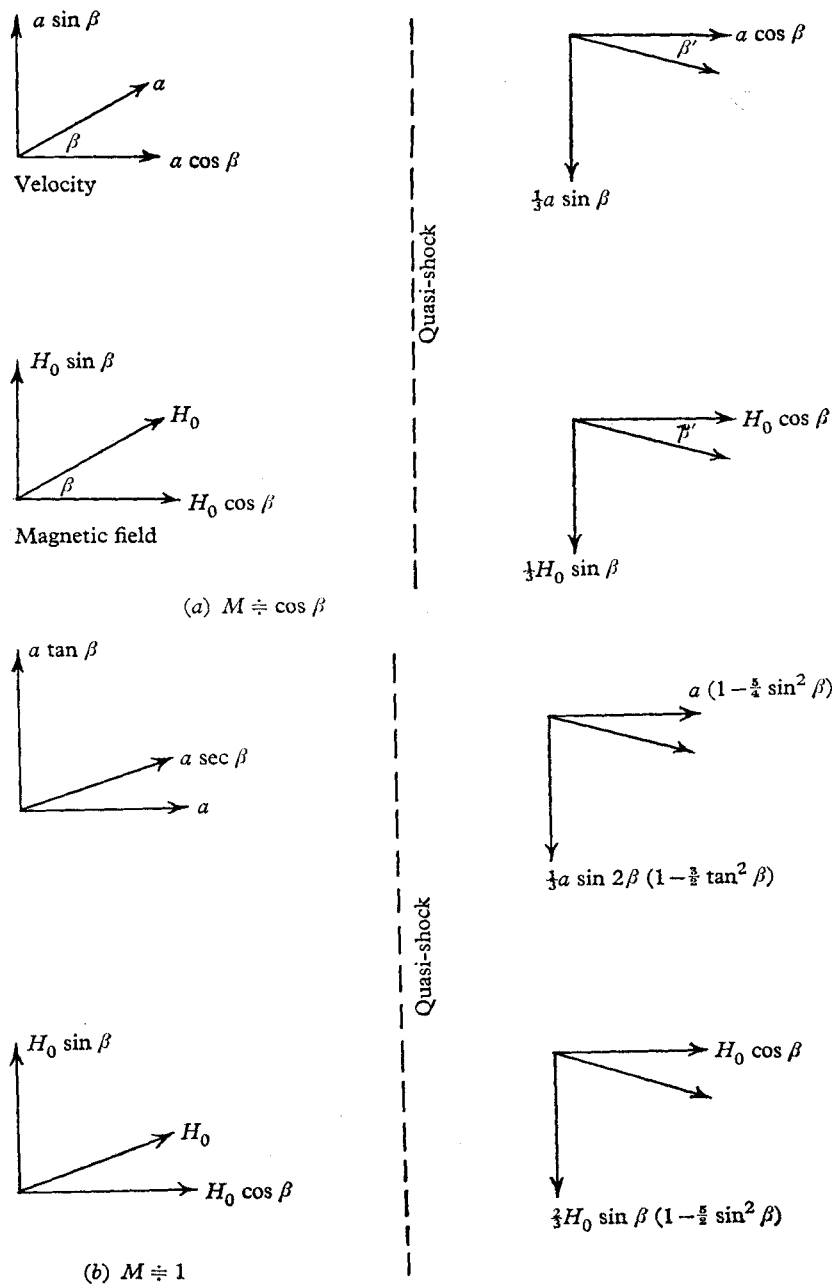 a sin β
a
β
a cos β
Velocity
a cos β
β′
⅓a sin β
Quasi-shock
H₀ sin β
H₀
β
H₀ cos β
Magnetic field
H₀ cos β
β′
⅓H₀ sin β
(a) M ≑ cos β
a tan β
a sec β
a
a (1−5/4 sin² β)
⅓a sin 2β (1−3/2 tan² β)
Quasi-shock
H₀ sin β
H₀
H₀ cos β
H₀ cos β
⅔H₀ sin β (1−5/2 sin² β)
(b) M ≑ 1